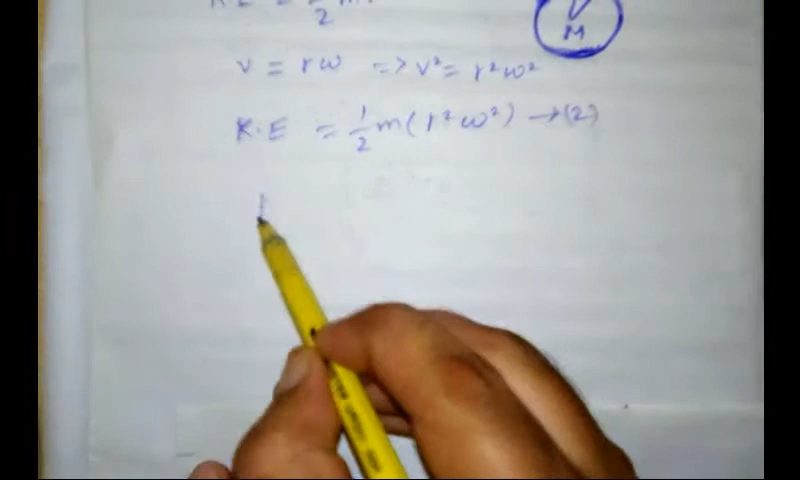 M
v = rω => v² = r²ω²
K.E = 1/2 m(r²ω²) →(2)